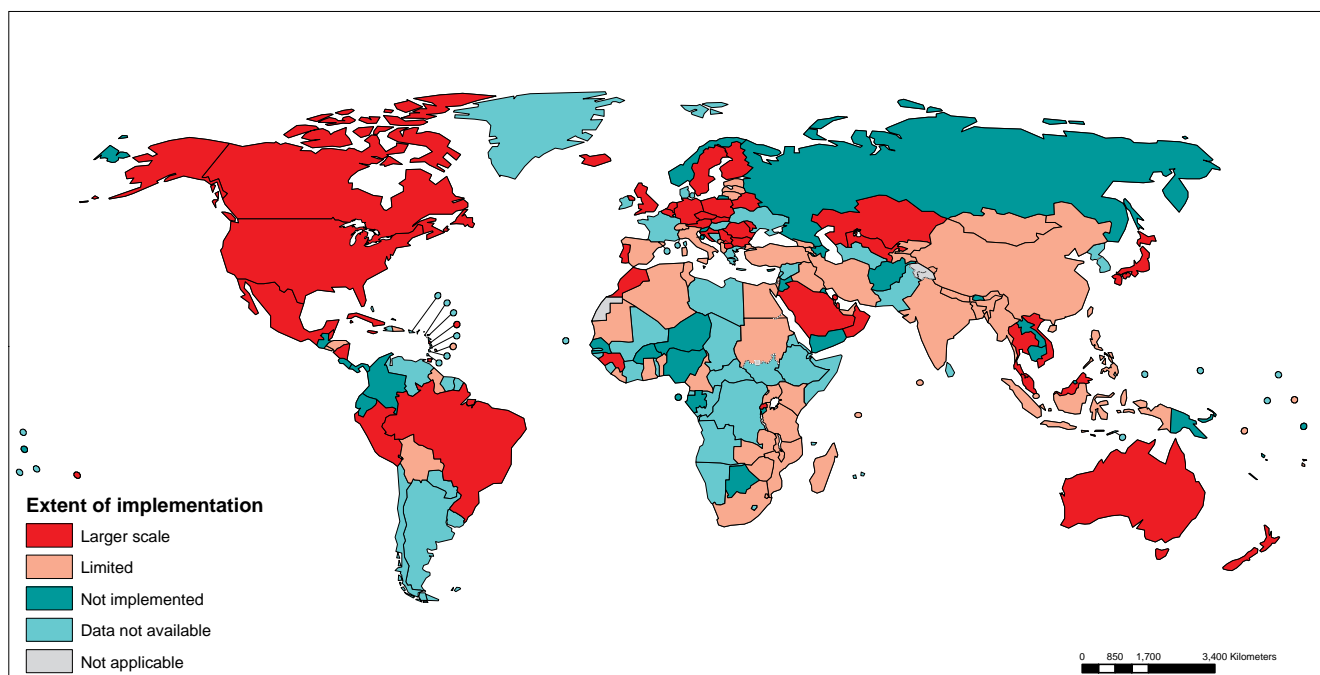 Extent of implementation
Larger scale
Limited
Not implemented
Data not available
Not applicable
0 850 1,700 3,400 Kilometers